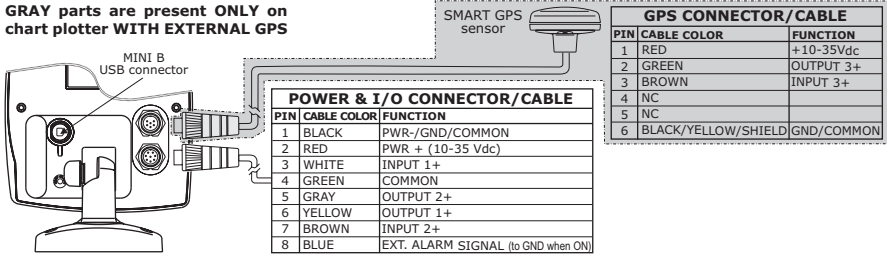 GRAY parts are present ONLY on
chart plotter WITH EXTERNAL GPS
MINI B
USB connector
SMART GPS
sensor
GPS CONNECTOR/CABLE
PIN CABLE COLOR FUNCTION
1 RED +10-35Vdc
2 GREEN OUTPUT 3+
3 BROWN INPUT 3+
4 NC
5 NC
6 BLACK/YELLOW/SHIELD GND/COMMON
POWER & I/O CONNECTOR/CABLE
PIN CABLE COLOR FUNCTION
1 BLACK PWR-/GND/COMMON
2 RED PWR + (10-35 Vdc)
3 WHITE INPUT 1+
4 GREEN COMMON
5 GRAY OUTPUT 2+
6 YELLOW OUTPUT 1+
7 BROWN INPUT 2+
8 BLUE EXT. ALARM SIGNAL (to GND when ON)